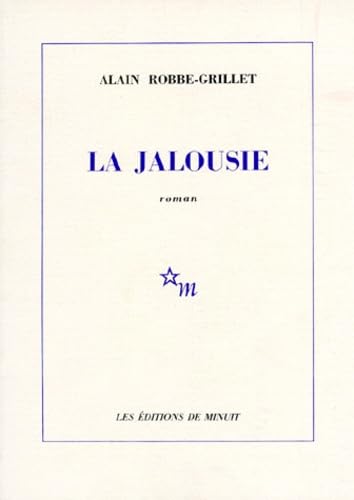 ALAIN ROBBE-GRILLET
LA JALOUSIE
roman
m
LES ÉDITIONS DE MINUIT